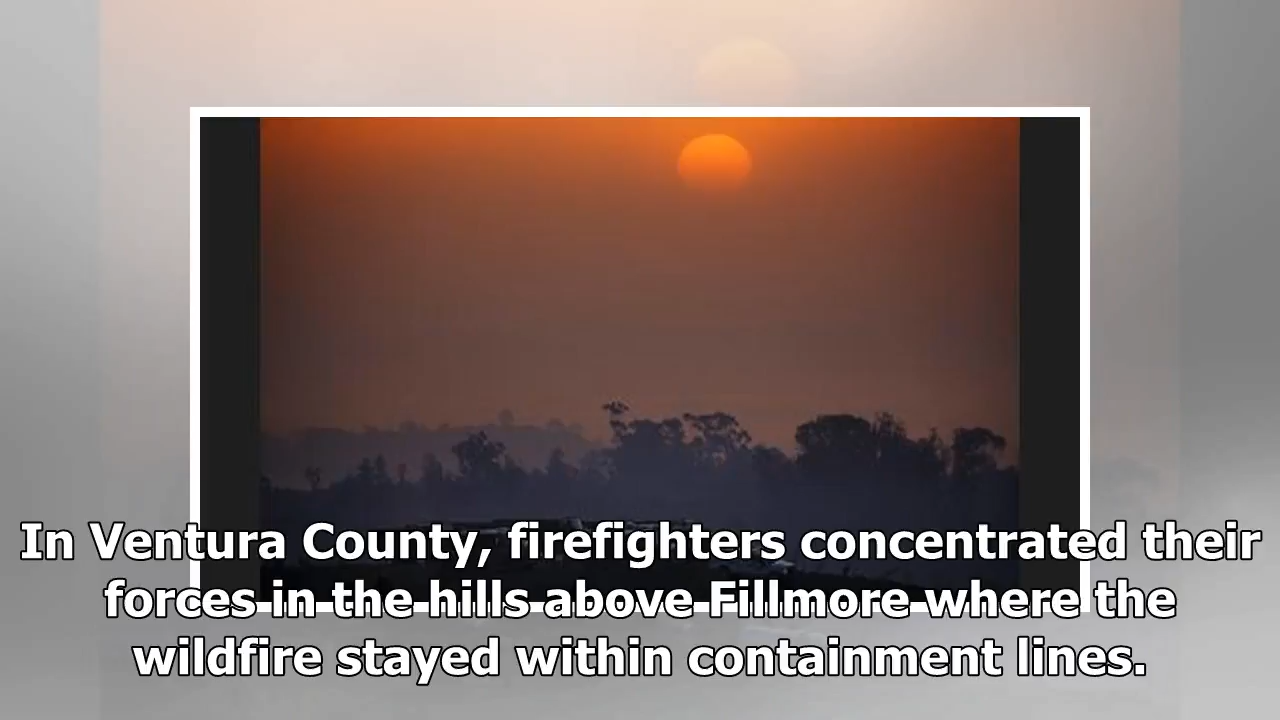 In Ventura County, firefighters concentrated their
forces in the hills above Fillmore where the
wildfire stayed within containment lines.